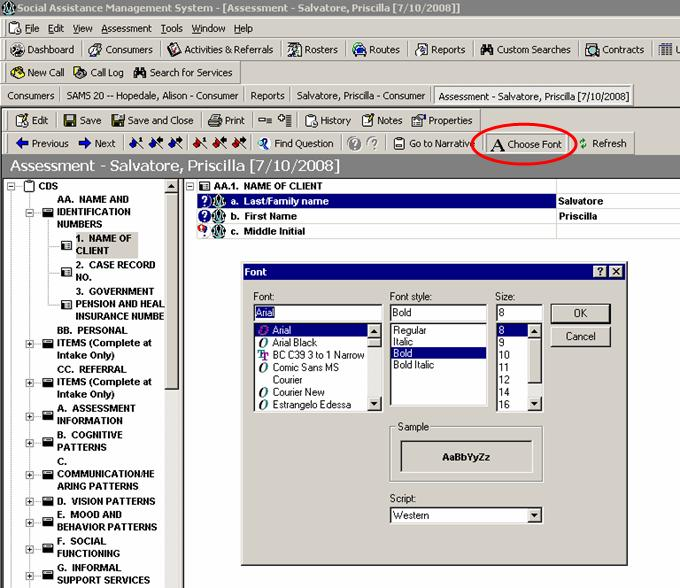 Social Assistance Management System - [Assessment - Salvatore, Priscilla [7/10/2008]]
File Edit View Assessment Tools Window Help
Dashboard Consumers Activities & Referrals Rosters Routes Reports Custom Searches Contracts U
New Call Call Log Search for Services
Consumers SAMS 20 -- Hopedale, Alison - Consumer Reports Salvatore, Priscilla - Consumer Assessment - Salvatore, Priscilla [7/10/2008]
Edit Save Save and Close Print History Notes Properties
Previous Next Find Question Go to Narrative A Choose Font Refresh
Assessment - Salvatore, Priscilla [7/10/2008]
CDS
AA. NAME AND
IDENTIFICATION
NUMBERS
1. NAME OF
CLIENT
2. CASE RECORD
NO.
3. GOVERNMENT
PENSION AND HEAL
INSURANCE NUMBE
BB. PERSONAL
ITEMS (Complete at
Intake Only)
CC. REFERRAL
ITEMS (Complete at
Intake Only)
A. ASSESSMENT
INFORMATION
B. COGNITIVE
PATTERNS
C.
COMMUNICATION/HE
ARING PATTERNS
D. VISION PATTERNS
E. MOOD AND
BEHAVIOR PATTERNS
F. SOCIAL
FUNCTIONING
G. INFORMAL
SUPPORT SERVICES
AA.1. NAME OF CLIENT
a. Last/Family name Salvatore
b. First Name Priscilla
c. Middle Initial
Font
Font: Font style: Size:
Arial Bold 8 OK
Arial Regular 8
Arial Black Italic 9 Cancel
BC C39 3 to 1 Narrow Bold 10
Comic Sans MS Bold Italic 11
Courier 12
Courier New 14
Estrangelo Edessa 16
Sample
AaBbYyZz
Script:
Western